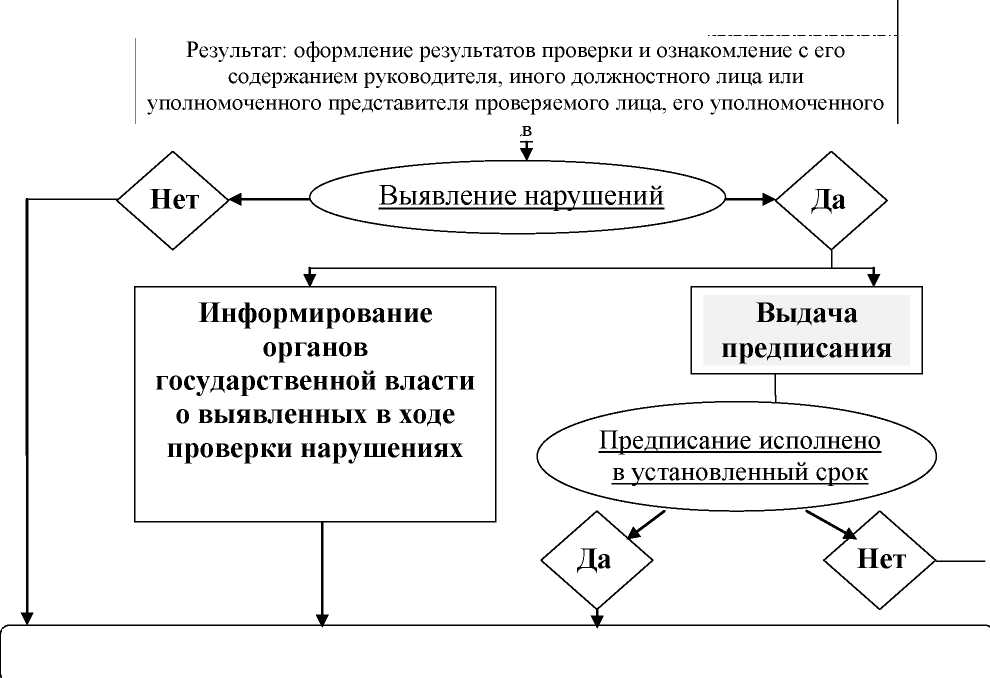 Результат: оформление результатов проверки и ознакомление с его
содержанием руководителя, иного должностного лица или
уполномоченного представителя проверяемого лица, его уполномоченного
в
Нет
Выявление нарушений
Да
Информирование
органов
государственной власти
о выявленных в ходе
проверки нарушениях
Выдача
предписания
Предписание исполнено
в установленный срок
Да
Нет